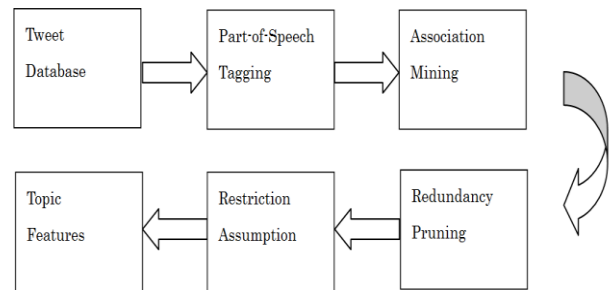 Tweet
Database
Part-of-Speech
Tagging
Association
Mining
Redundancy
Pruning
Restriction
Assumption
Topic
Features